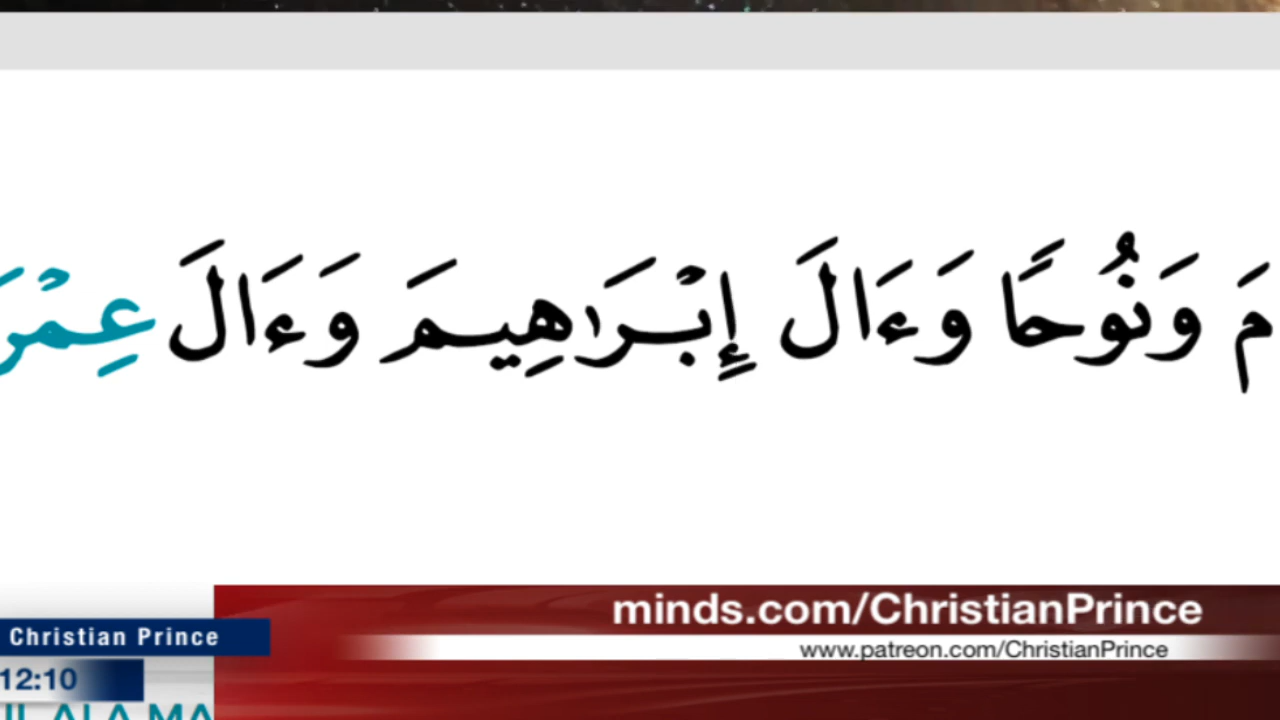 مَ وَنُوحًا وَءَالَ إِبْرَاهِيمَ وَءَالَ عِمْرَ
minds.com/ChristianPrince
Christian Prince
www.patreon.com/ChristianPrince
12:10